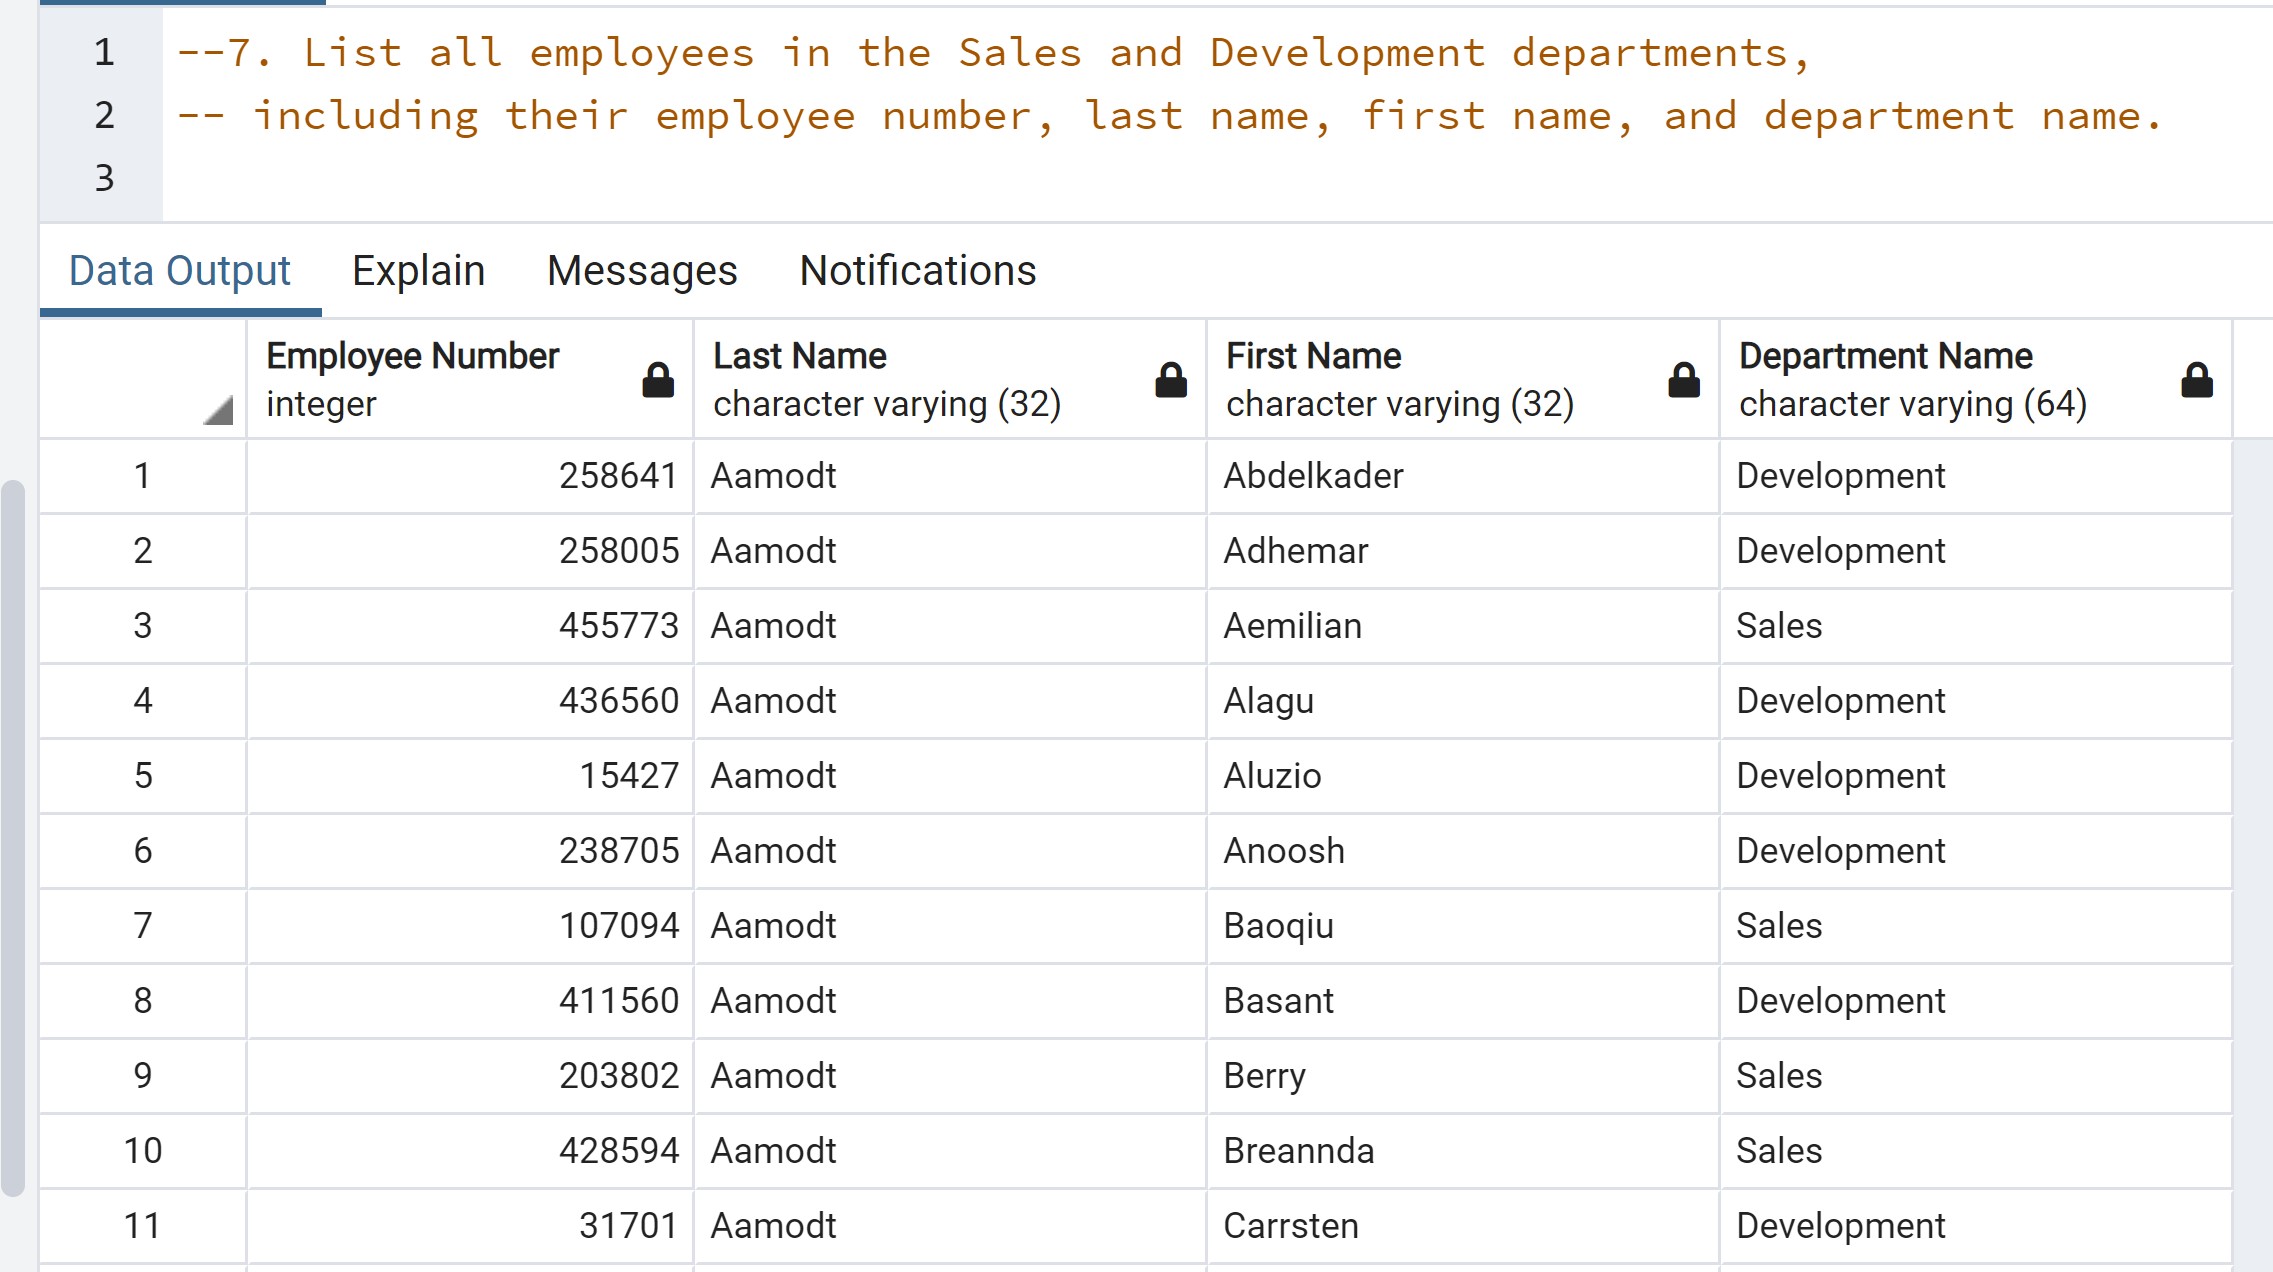 1 --7. List all employees in the Sales and Development departments,
2 -- including their employee number, last name, first name, and department name.
3
Data Output Explain Messages Notifications
Employee Number Last Name First Name Department Name
integer character varying (32) character varying (32) character varying (64)
1 258641 Aamodt Abdelkader Development
2 258005 Aamodt Adhemar Development
3 455773 Aamodt Aemilian Sales
4 436560 Aamodt Alagu Development
5 15427 Aamodt Aluzio Development
6 238705 Aamodt Anoosh Development
7 107094 Aamodt Baoqiu Sales
8 411560 Aamodt Basant Development
9 203802 Aamodt Berry Sales
10 428594 Aamodt Breannda Sales
11 31701 Aamodt Carrsten Development